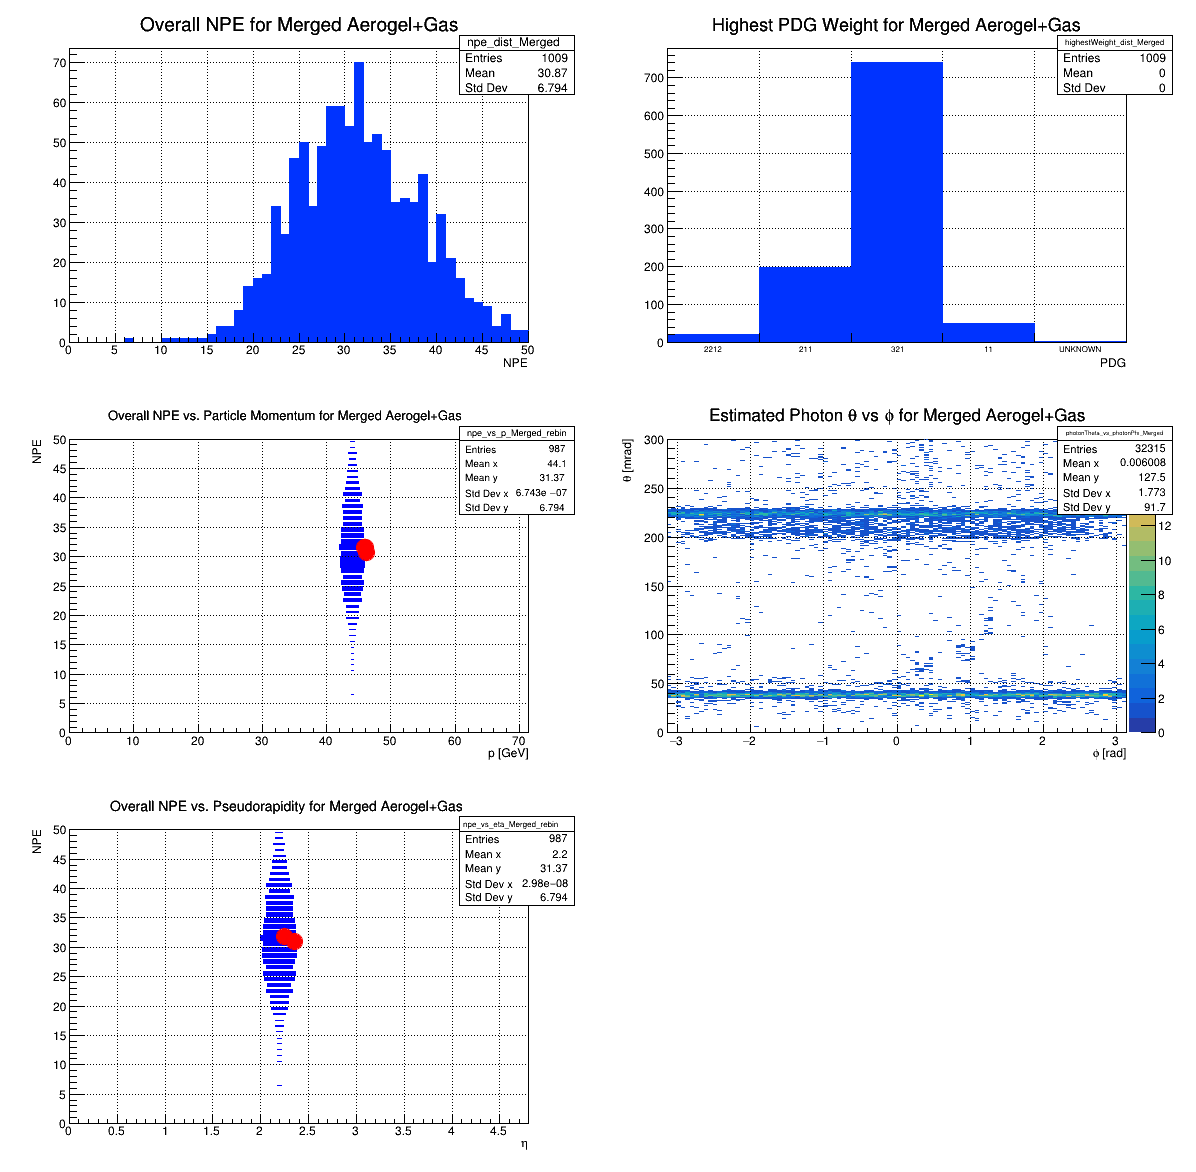 Overall NPE for Merged Aerogel+Gas
npe_dist_Merged
Entries 1009
Mean 30.87
Std Dev 6.794
70
60
50
40
30
20
10
0
0 5 10 15 20 25 30 35 40 45 50
NPE
Highest PDG Weight for Merged Aerogel+Gas
highestWeight_dist_Merged
Entries 1009
Mean 0
Std Dev 0
700
600
500
400
300
200
100
0
2212 211 321 11 UNKNOWN
PDG
Overall NPE vs. Particle Momentum for Merged Aerogel+Gas
npe_vs_p_Merged_rebin
Entries 987
Mean x 44.1
Mean y 31.37
Std Dev x 6.743e −07
Std Dev y 6.794
NPE
50
45
40
35
30
25
20
15
10
5
0
0 10 20 30 40 50 60 70
p [GeV]
Estimated Photon θ vs ϕ for Merged Aerogel+Gas
photonTheta_vs_photonPhi_Merged
Entries 32315
Mean x 0.006008
Mean y 127.5
Std Dev x 1.773
Std Dev y 91.7
θ [mrad]
300
250
200
150
100
50
0
−3 −2 −1 0 1 2 3
ϕ [rad]
12
10
8
6
4
2
0
Overall NPE vs. Pseudorapidity for Merged Aerogel+Gas
npe_vs_eta_Merged_rebin
Entries 987
Mean x 2.2
Mean y 31.37
Std Dev x 2.98e−08
Std Dev y 6.794
NPE
50
45
40
35
30
25
20
15
10
5
0
0 0.5 1 1.5 2 2.5 3 3.5 4 4.5
η